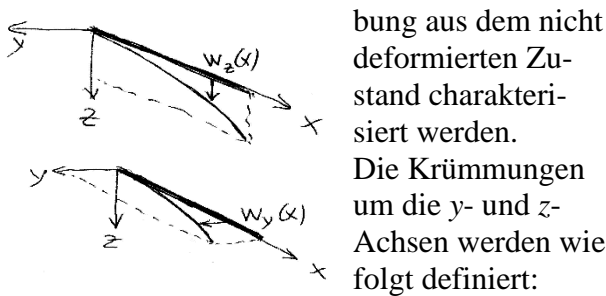 y
w_z(x)
z
x
y
w_y(x)
z
x
bung aus dem nicht
deformierten Zu-
stand charakteri-
siert werden.
Die Krümmungen
um die y- und z-
Achsen werden wie
folgt definiert: